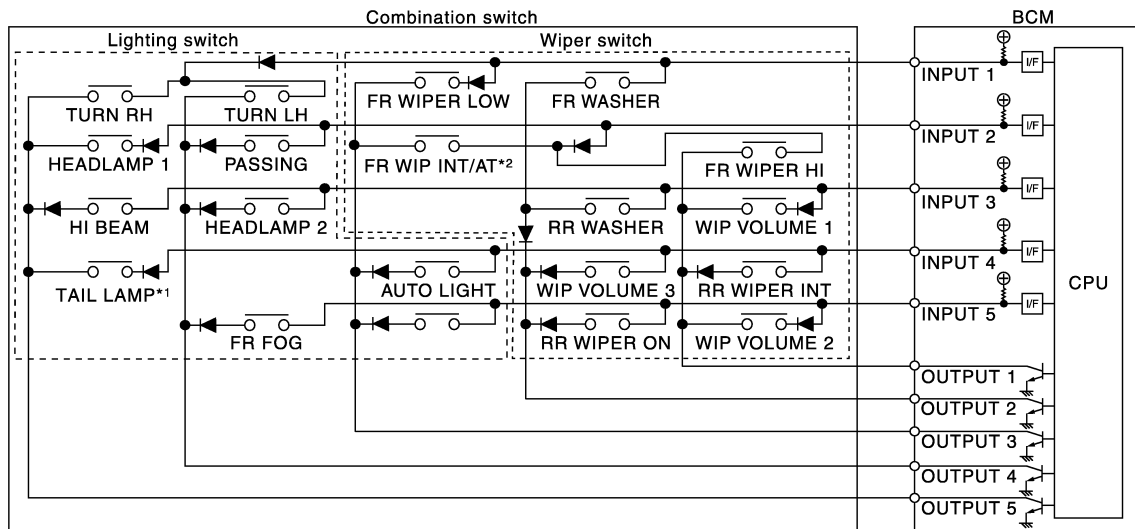 Combination switch
BCM
Lighting switch
Wiper switch
INPUT 1
I/F
TURN RH
TURN LH
FR WIPER LOW
FR WASHER
INPUT 2
I/F
HEADLAMP 1
PASSING
FR WIP INT/AT*2
FR WIPER HI
INPUT 3
I/F
HI BEAM
HEADLAMP 2
RR WASHER
WIP VOLUME 1
INPUT 4
I/F
CPU
TAIL LAMP*1
AUTO LIGHT
WIP VOLUME 3
RR WIPER INT
INPUT 5
I/F
FR FOG
RR WIPER ON
WIP VOLUME 2
OUTPUT 1
OUTPUT 2
OUTPUT 3
OUTPUT 4
OUTPUT 5